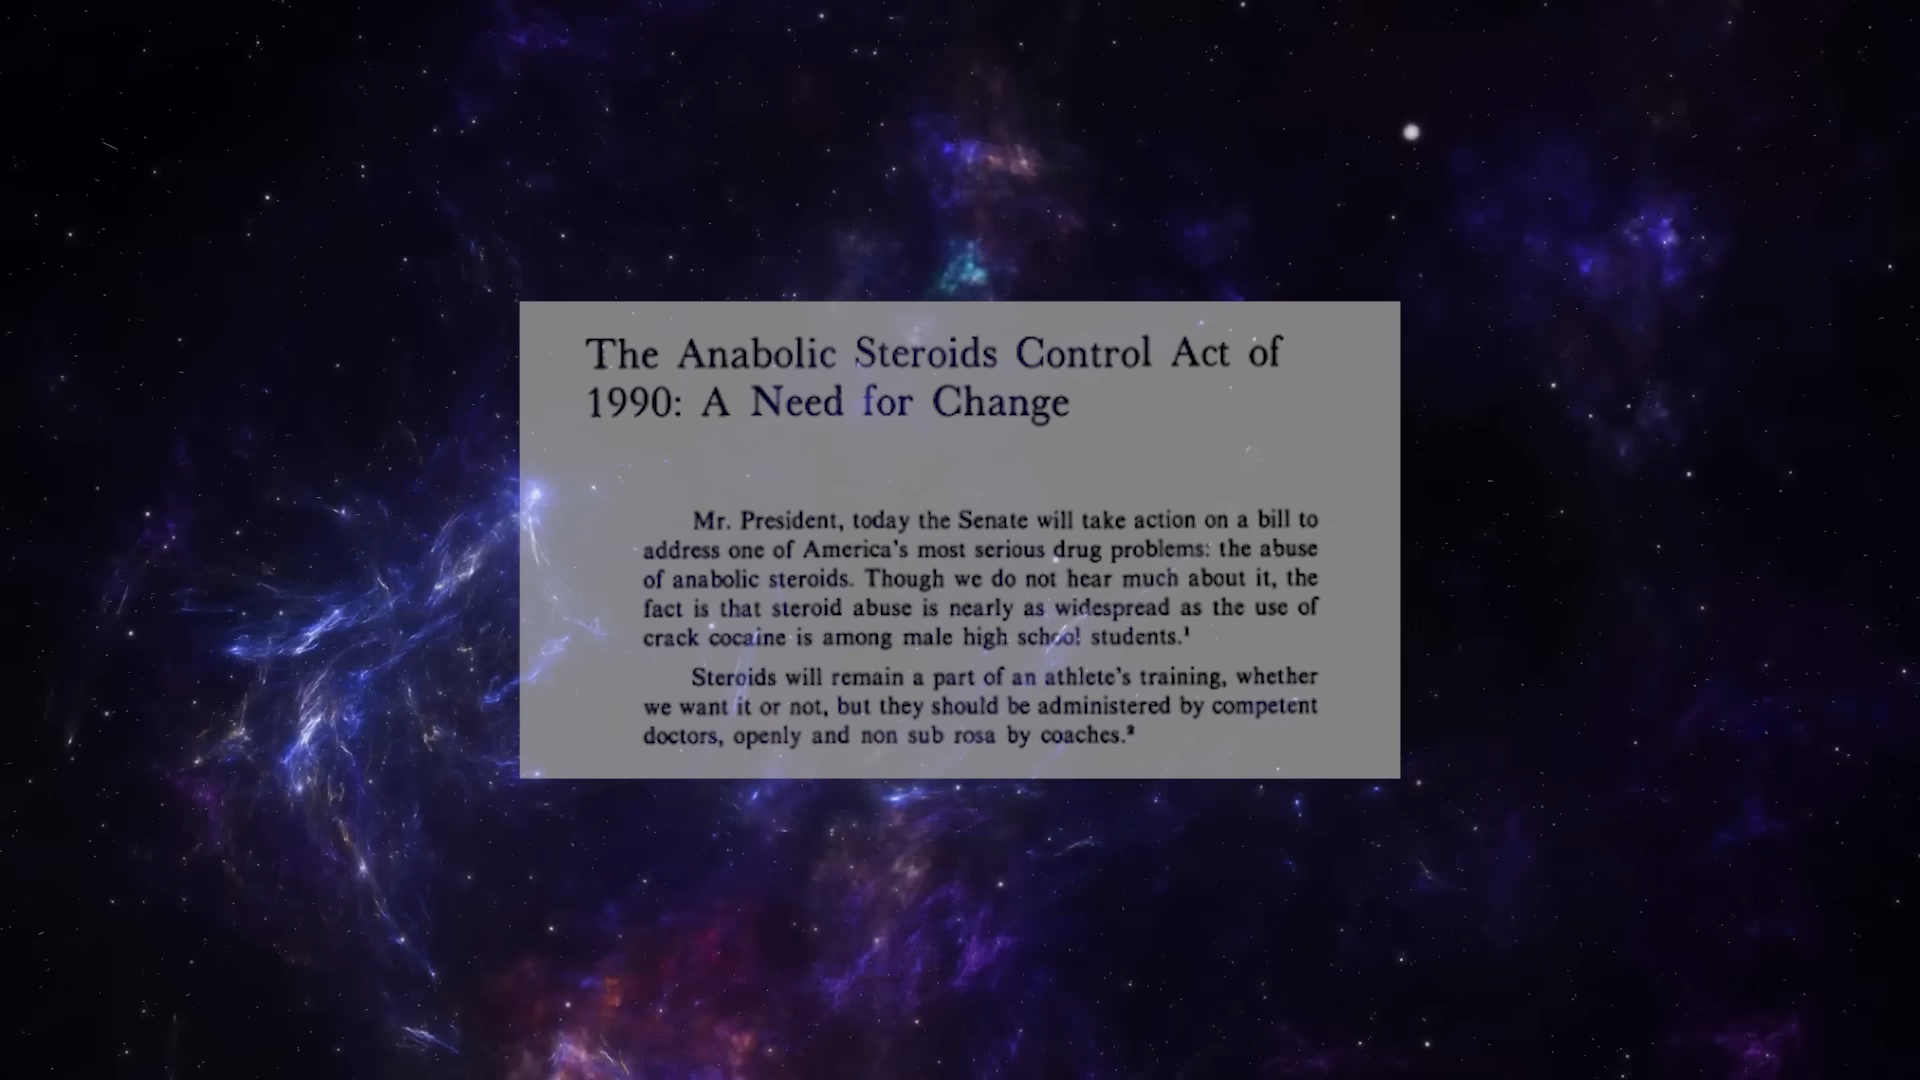 The Anabolic Steroids Control Act of
1990: A Need for Change
Mr. President, today the Senate will take action on a bill to
address one of America's most serious drug problems: the abuse
of anabolic steroids. Though we do not hear much about it, the
fact is that steroid abuse is nearly as widespread as the use of
crack cocaine is among male high school students.¹
Steroids will remain a part of an athlete's training, whether
we want it or not, but they should be administered by competent
doctors, openly and non sub rosa by coaches.²